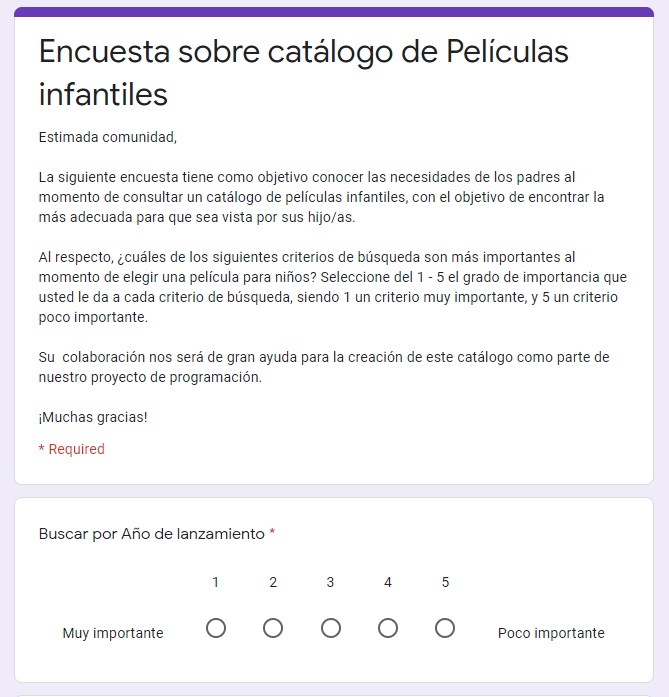 Encuesta sobre catálogo de Películas
infantiles
Estimada comunidad,
La siguiente encuesta tiene como objetivo conocer las necesidades de los padres al
momento de consultar un catálogo de películas infantiles, con el objetivo de encontrar la
más adecuada para que sea vista por sus hijo/as.
Al respecto, ¿cuáles de los siguientes criterios de búsqueda son más importantes al
momento de elegir una película para niños? Seleccione del 1 - 5 el grado de importancia que
usted le da a cada criterio de búsqueda, siendo 1 un criterio muy importante, y 5 un criterio
poco importante.
Su  colaboración nos será de gran ayuda para la creación de este catálogo como parte de
nuestro proyecto de programación.
¡Muchas gracias!
* Required
Buscar por Año de lanzamiento *
1 2 3 4 5
Muy importante Poco importante